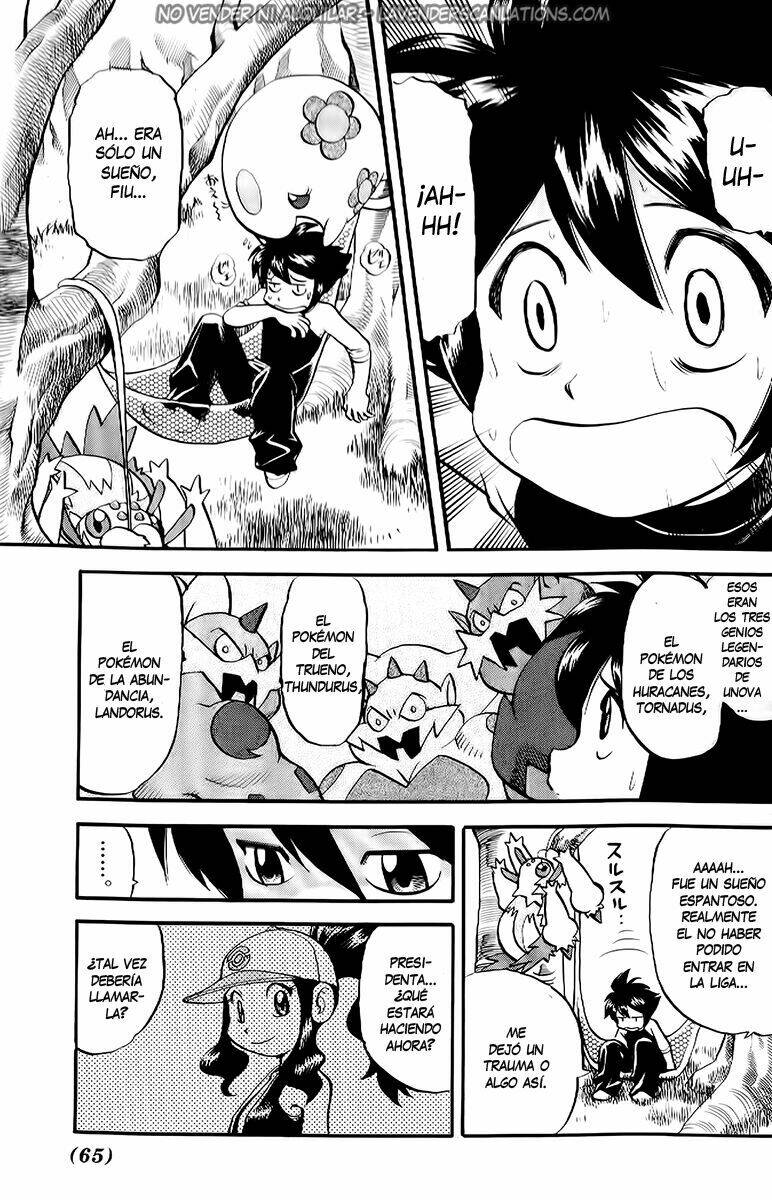 NO VENDER NI ALQUILAR - LAVENDERSCANLATIONS.COM
U-
UH-
¡AH-
HH!
AH... ERA
SÓLO UN
SUEÑO,
FIU...
ESOS
ERAN
LOS TRES
GENIOS
LEGEN-
DARIOS
DE
UNOVA
...
EL
POKÉMON
DE LOS
HURACANES,
TORNADUS,
EL
POKÉMON
DEL
TRUENO,
THUNDURUS,
EL
POKÉMON
DE LA ABUN-
DANCIA,
LANDORUS.
AAAAH...
FUE UN SUEÑO
ESPANTOSO.
REALMENTE
EL NO HABER
PODIDO
ENTRAR EN
LA LIGA...
スルスル...
ME
DEJÓ UN
TRAUMA O
ALGO ASÍ.
......。
PRESI-
DENTA...
¿QUÉ
ESTARÁ
HACIENDO
AHORA?
¿TAL VEZ
DEBERÍA
LLAMAR-
LA?
(65)